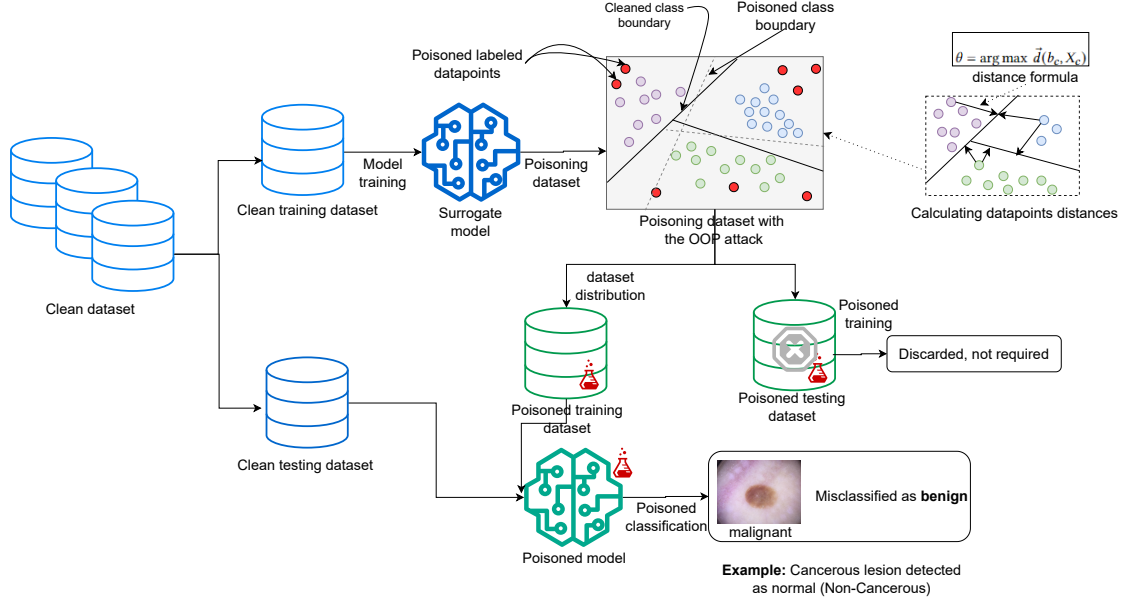 Cleaned class
boundary
Poisoned class
boundary
Poisoned labeled
datapoints
θ = arg max d⃗(b_c, X_c)
distance formula
Model
training
Poisoning
dataset
Clean training dataset
Surrogate
model
Poisoning dataset with
the OOP attack
Calculating datapoints distances
Clean dataset
dataset
distribution
Poisoned
training
Discarded, not required
Poisoned training
dataset
Poisoned testing
dataset
Clean testing dataset
Poisoned
classification
Misclassified as benign
malignant
Poisoned model
Example: Cancerous lesion detected
as normal (Non-Cancerous)